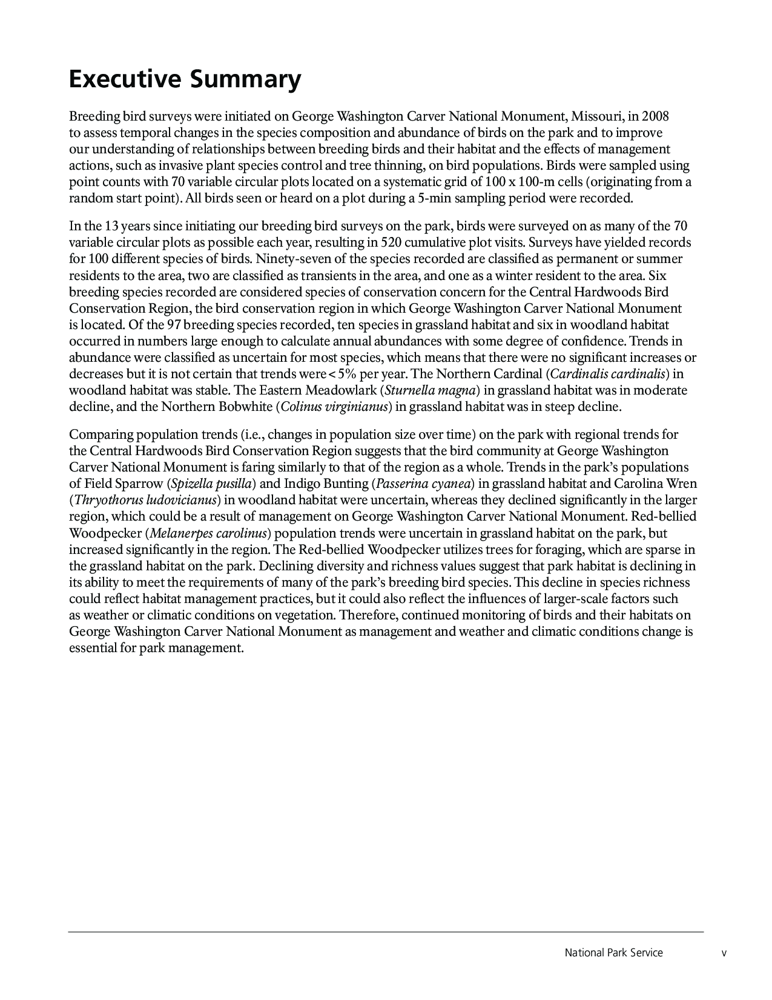 Executive Summary
Breeding bird surveys were initiated on George Washington Carver National Monument, Missouri, in 2008
to assess temporal changes in the species composition and abundance of birds on the park and to improve
our understanding of relationships between breeding birds and their habitat and the effects of management
actions, such as invasive plant species control and tree thinning, on bird populations. Birds were sampled using
point counts with 70 variable circular plots located on a systematic grid of 100 x 100-m cells (originating from a
random start point). All birds seen or heard on a plot during a 5-min sampling period were recorded.
In the 13 years since initiating our breeding bird surveys on the park, birds were surveyed on as many of the 70
variable circular plots as possible each year, resulting in 520 cumulative plot visits. Surveys have yielded records
for 100 different species of birds. Ninety-seven of the species recorded are classified as permanent or summer
residents to the area, two are classified as transients in the area, and one as a winter resident to the area. Six
breeding species recorded are considered species of conservation concern for the Central Hardwoods Bird
Conservation Region, the bird conservation region in which George Washington Carver National Monument
is located. Of the 97 breeding species recorded, ten species in grassland habitat and six in woodland habitat
occurred in numbers large enough to calculate annual abundances with some degree of confidence. Trends in
abundance were classified as uncertain for most species, which means that there were no significant increases or
decreases but it is not certain that trends were < 5% per year. The Northern Cardinal (Cardinalis cardinalis) in
woodland habitat was stable. The Eastern Meadowlark (Sturnella magna) in grassland habitat was in moderate
decline, and the Northern Bobwhite (Colinus virginianus) in grassland habitat was in steep decline.
Comparing population trends (i.e., changes in population size over time) on the park with regional trends for
the Central Hardwoods Bird Conservation Region suggests that the bird community at George Washington
Carver National Monument is faring similarly to that of the region as a whole. Trends in the park's populations
of Field Sparrow (Spizella pusilla) and Indigo Bunting (Passerina cyanea) in grassland habitat and Carolina Wren
(Thryothorus ludovicianus) in woodland habitat were uncertain, whereas they declined significantly in the larger
region, which could be a result of management on George Washington Carver National Monument. Red-bellied
Woodpecker (Melanerpes carolinus) population trends were uncertain in grassland habitat on the park, but
increased significantly in the region. The Red-bellied Woodpecker utilizes trees for foraging, which are sparse in
the grassland habitat on the park. Declining diversity and richness values suggest that park habitat is declining in
its ability to meet the requirements of many of the park's breeding bird species. This decline in species richness
could reflect habitat management practices, but it could also reflect the influences of larger-scale factors such
as weather or climatic conditions on vegetation. Therefore, continued monitoring of birds and their habitats on
George Washington Carver National Monument as management and weather and climatic conditions change is
essential for park management.
National Park Service v